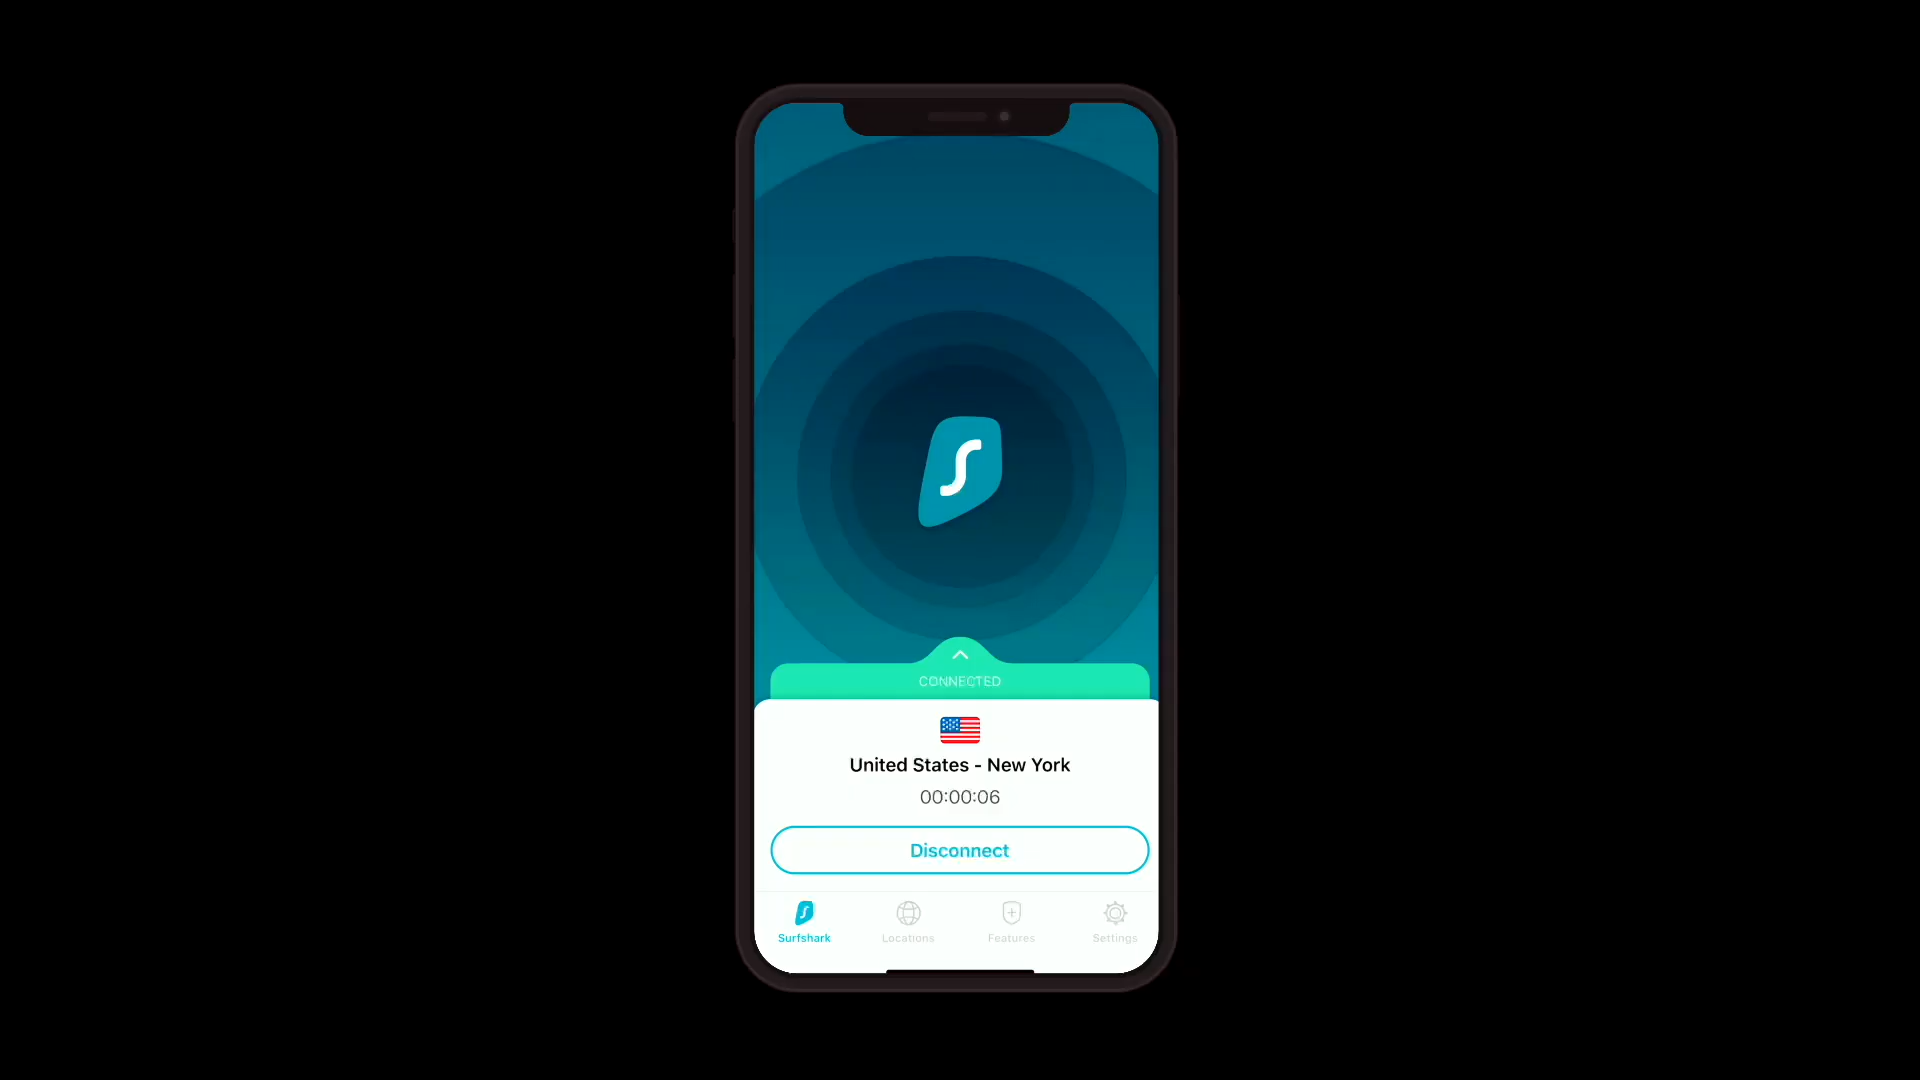 CONNECTED
United States - New York
00:00:06
Disconnect
Surfshark
Locations
Features
Settings